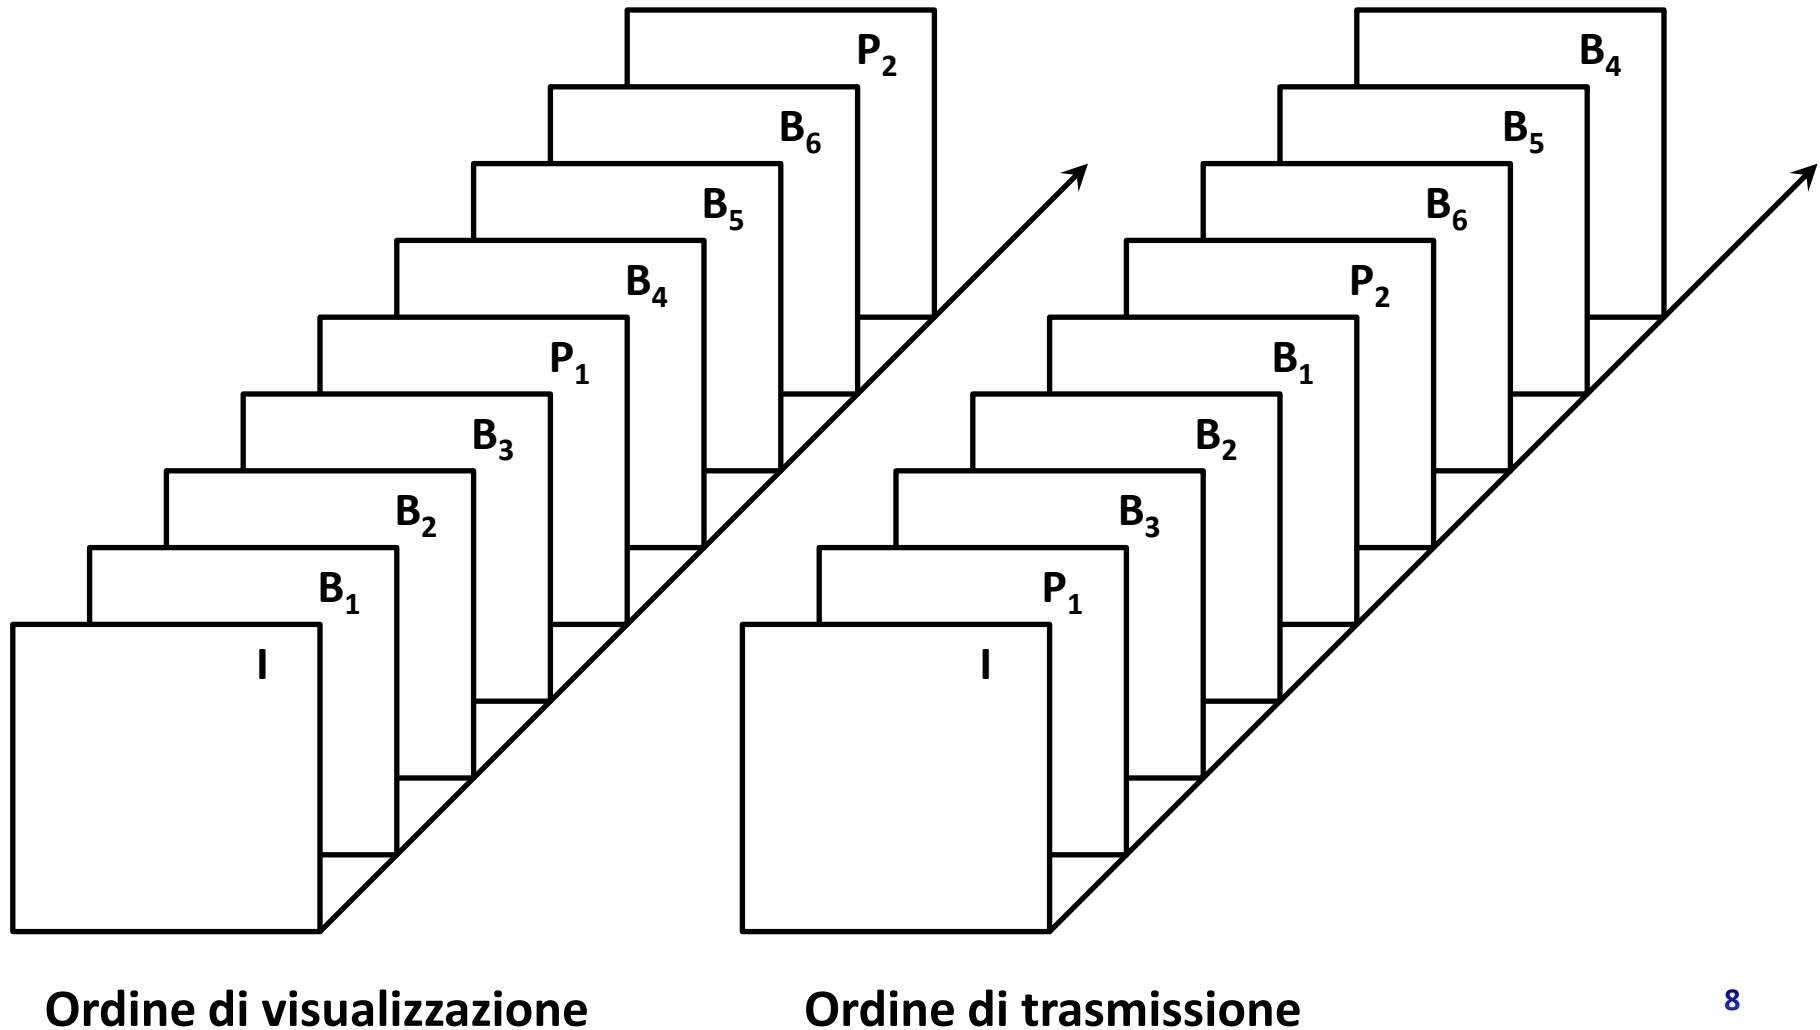 P2
B6
B5
B4
P1
B3
B2
B1
I
Ordine di visualizzazione
B4
B5
B6
P2
B1
B2
B3
P1
I
Ordine di trasmissione
8